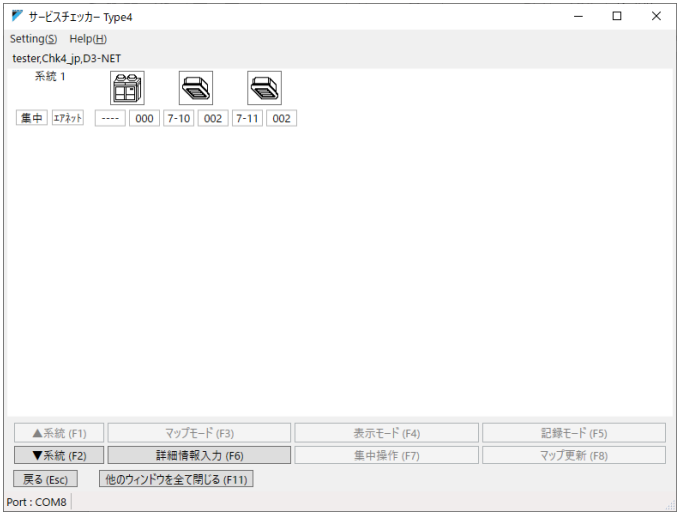 サービスチェッカー Type4
Setting(S) Help(H)
tester,Chk4_jp,D3-NET
系統 1
集中 ｴｱﾈｯﾄ ---- 000 7-10 002 7-11 002
▲系統 (F1) マップモード (F3) 表示モード (F4) 記録モード (F5)
▼系統 (F2) 詳細情報入力 (F6) 集中操作 (F7) マップ更新 (F8)
戻る (Esc) 他のウィンドウを全て閉じる (F11)
Port : COM8